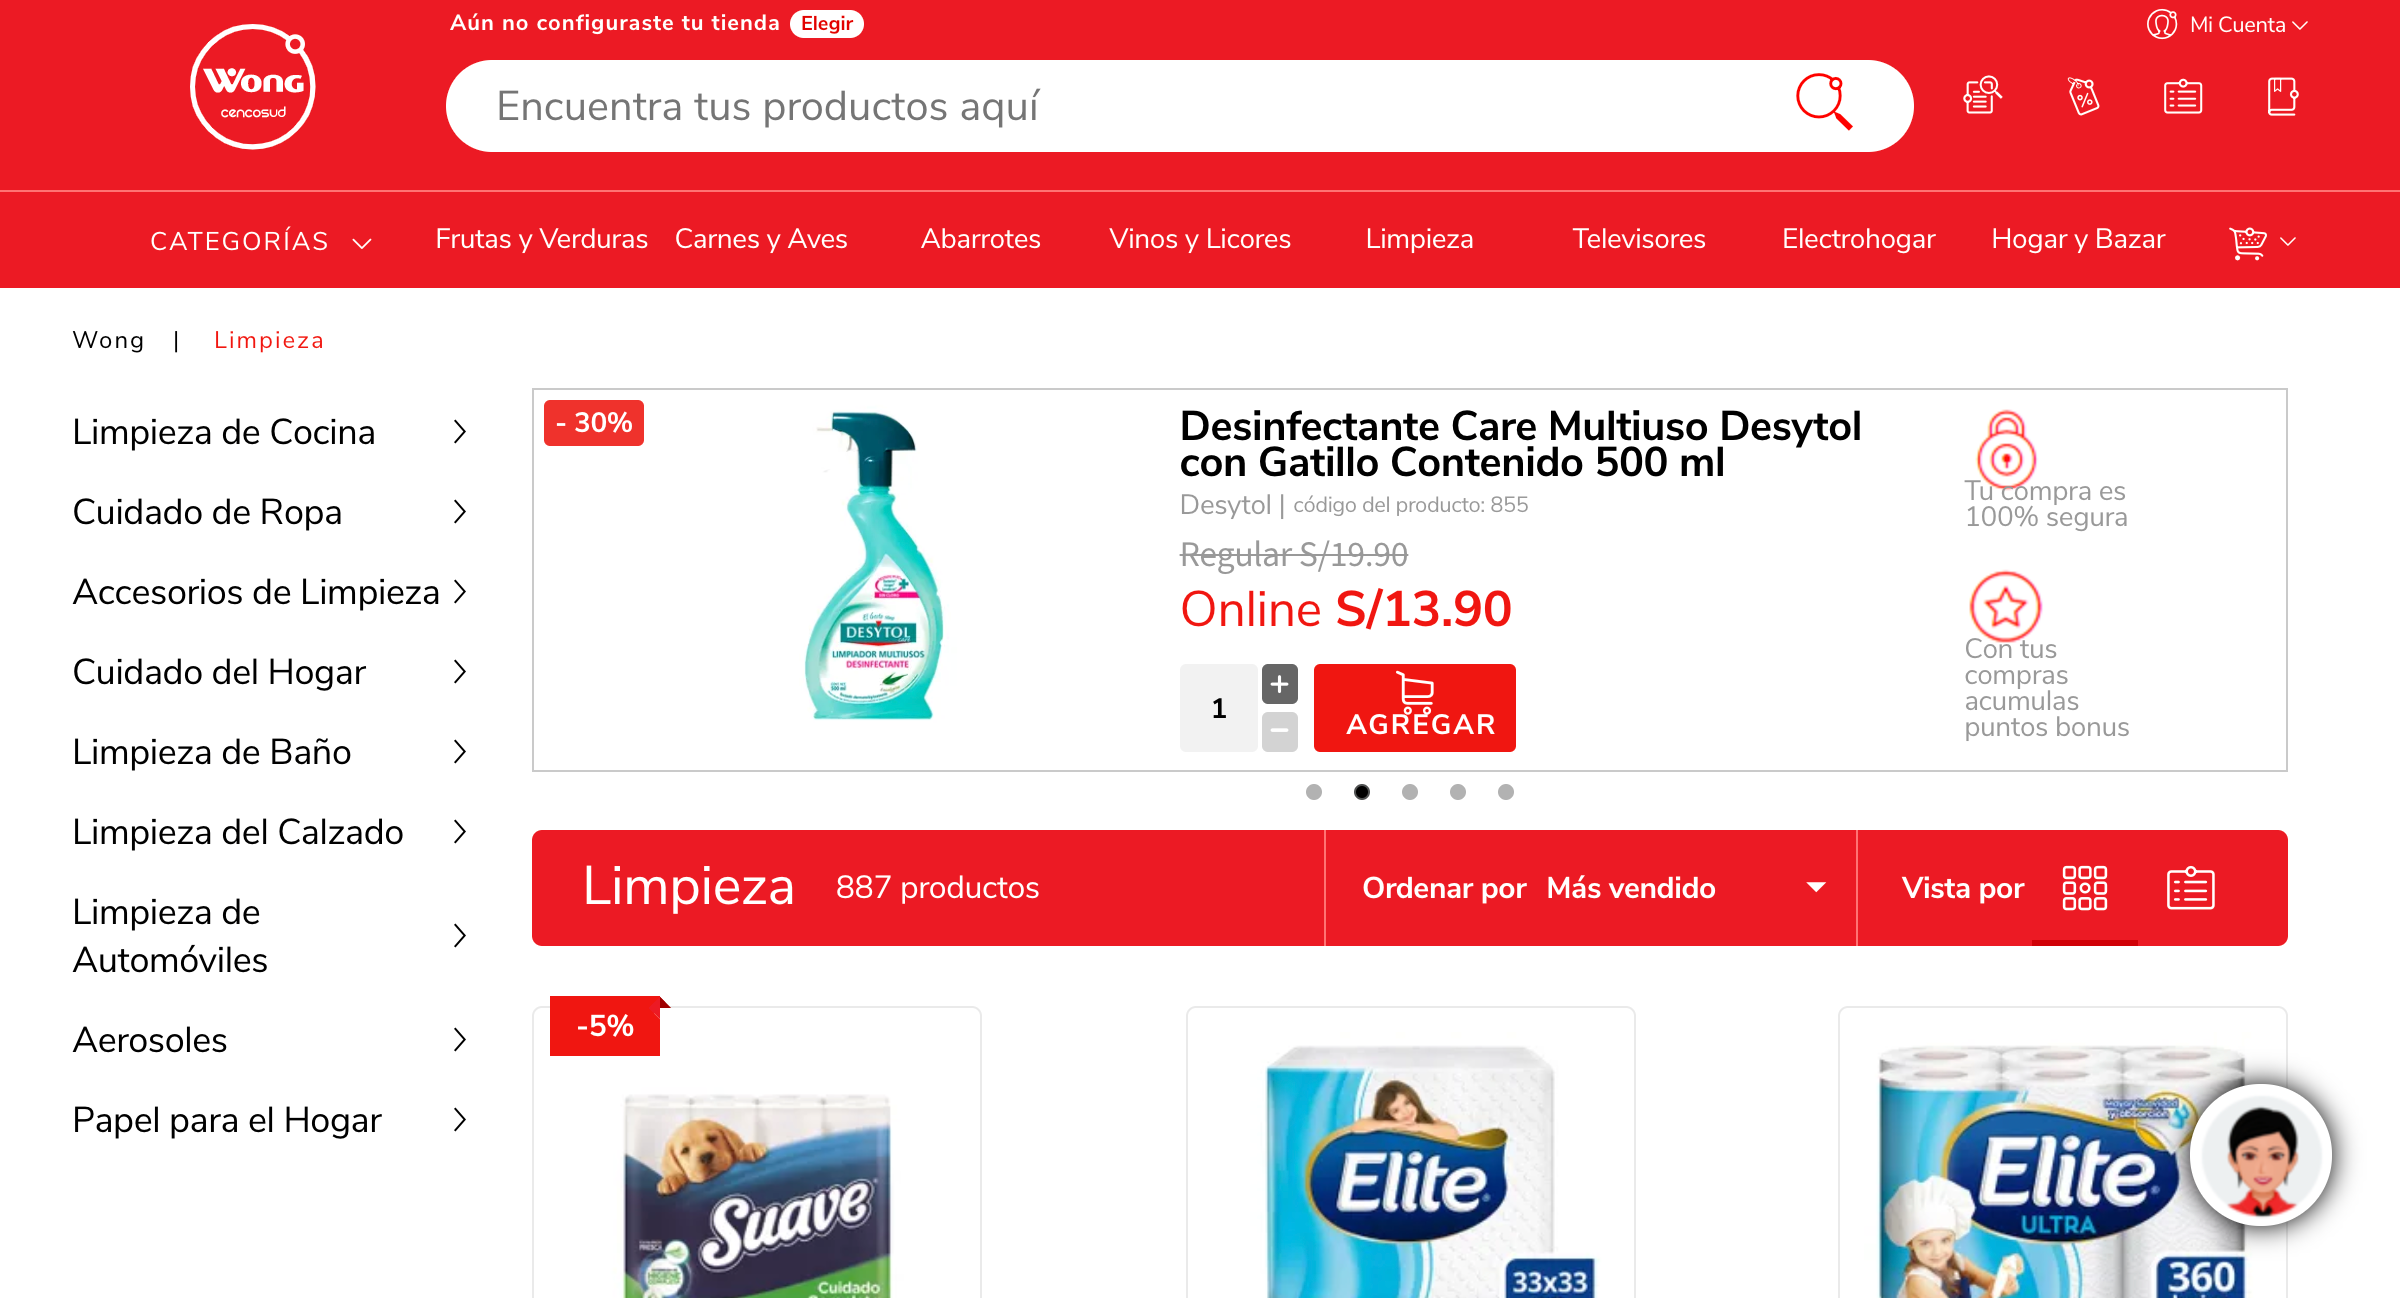 Aún no configuraste tu tienda Elegir
Mi Cuenta
Wong
cencosud
Encuentra tus productos aquí
CATEGORÍAS
Frutas y Verduras
Carnes y Aves
Abarrotes
Vinos y Licores
Limpieza
Televisores
Electrohogar
Hogar y Bazar
Wong | Limpieza
Limpieza de Cocina
Cuidado de Ropa
Accesorios de Limpieza
Cuidado del Hogar
Limpieza de Baño
Limpieza del Calzado
Limpieza de
Automóviles
Aerosoles
Papel para el Hogar
- 30%
DESYTOL
LIMPIADOR MULTIUSOS
DESINFECTANTE
Desinfectante Care Multiuso Desytol
con Gatillo Contenido 500 ml
Desytol | código del producto: 855
Regular S/19.90
Online S/13.90
1
+
−
AGREGAR
Tu compra es
100% segura
Con tus
compras
acumulas
puntos bonus
Limpieza 887 productos
Ordenar por Más vendido
Vista por
-5%
Suave
Cuidado
Elite
33x33
Elite
ULTRA
360